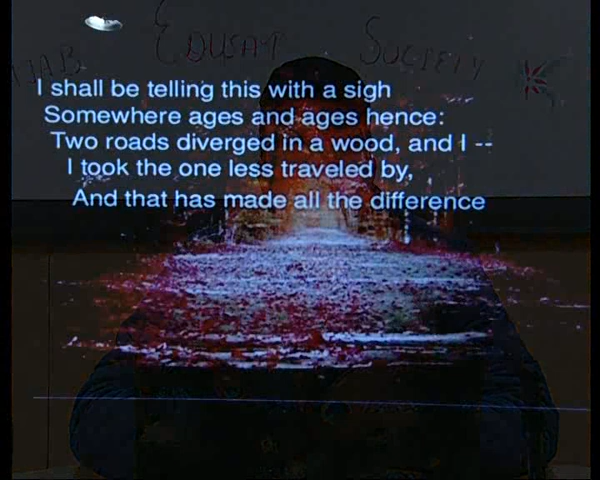 EDUSAT SOCIETY
I shall be telling this with a sigh
Somewhere ages and ages hence:
Two roads diverged in a wood, and I --
I took the one less traveled by,
And that has made all the difference